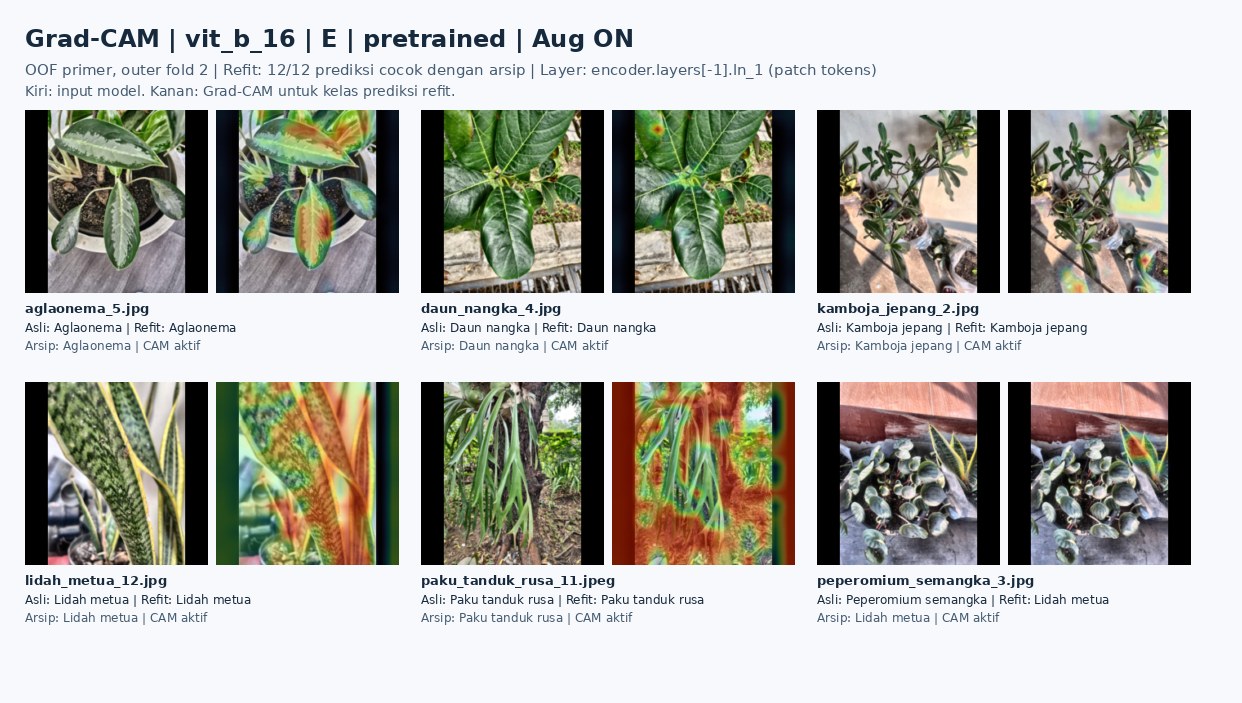 Grad-CAM | vit_b_16 | E | pretrained | Aug ON
OOF primer, outer fold 2 | Refit: 12/12 prediksi cocok dengan arsip | Layer: encoder.layers[-1].ln_1 (patch tokens)
Kiri: input model. Kanan: Grad-CAM untuk kelas prediksi refit.
aglaonema_5.jpg
Asli: Aglaonema | Refit: Aglaonema
Arsip: Aglaonema | CAM aktif
daun_nangka_4.jpg
Asli: Daun nangka | Refit: Daun nangka
Arsip: Daun nangka | CAM aktif
kamboja_jepang_2.jpg
Asli: Kamboja jepang | Refit: Kamboja jepang
Arsip: Kamboja jepang | CAM aktif
lidah_metua_12.jpg
Asli: Lidah metua | Refit: Lidah metua
Arsip: Lidah metua | CAM aktif
paku_tanduk_rusa_11.jpeg
Asli: Paku tanduk rusa | Refit: Paku tanduk rusa
Arsip: Paku tanduk rusa | CAM aktif
peperomium_semangka_3.jpg
Asli: Peperomium semangka | Refit: Lidah metua
Arsip: Lidah metua | CAM aktif